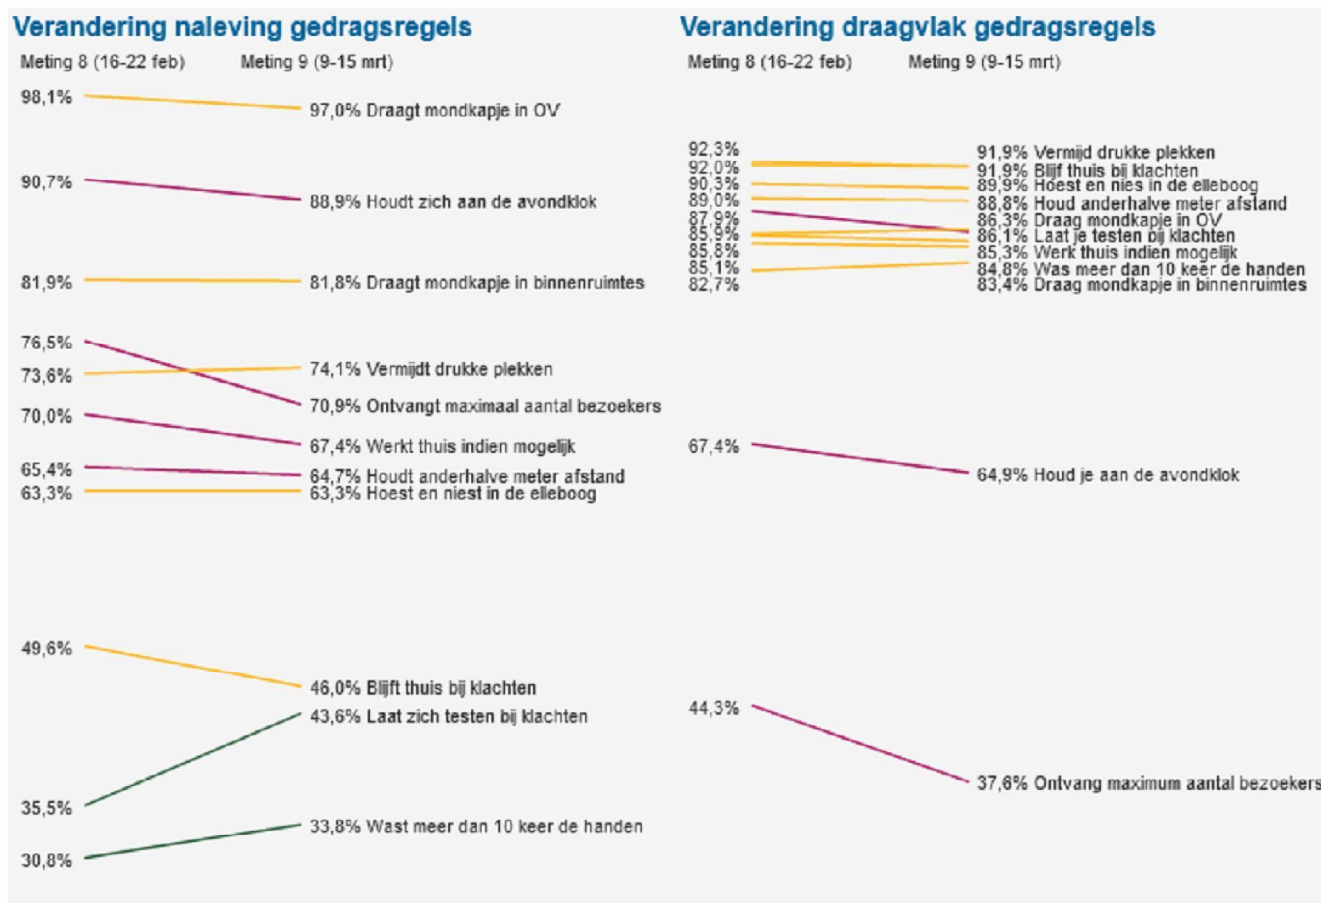 Verandering naleving gedragsregels
Meting 8 (16-22 feb) Meting 9 (9-15 mrt)
98,1%
97,0% Draagt mondkapje in OV
90,7%
88,9% Houdt zich aan de avondklok
81,9%
81,8% Draagt mondkapje in binnenruimtes
76,5%
73,6%
74,1% Vermijdt drukke plekken
70,9% Ontvangt maximaal aantal bezoekers
70,0%
67,4% Werkt thuis indien mogelijk
65,4%
64,7% Houdt anderhalve meter afstand
63,3%
63,3% Hoest en niest in de elleboog
49,6%
46,0% Blijft thuis bij klachten
43,6% Laat zich testen bij klachten
35,5%
33,8% Wast meer dan 10 keer de handen
30,8%
Verandering draagvlak gedragsregels
Meting 8 (16-22 feb) Meting 9 (9-15 mrt)
92,3%
92,0%
90,3%
89,0%
87,9%
85,9%
85,8%
85,1%
82,7%
91,9% Vermijd drukke plekken
91,9% Blijf thuis bij klachten
89,9% Hoest en nies in de elleboog
88,8% Houd anderhalve meter afstand
86,3% Draag mondkapje in OV
86,1% Laat je testen bij klachten
85,3% Werk thuis indien mogelijk
84,8% Was meer dan 10 keer de handen
83,4% Draag mondkapje in binnenruimtes
67,4%
64,9% Houd je aan de avondklok
44,3%
37,6% Ontvang maximum aantal bezoekers